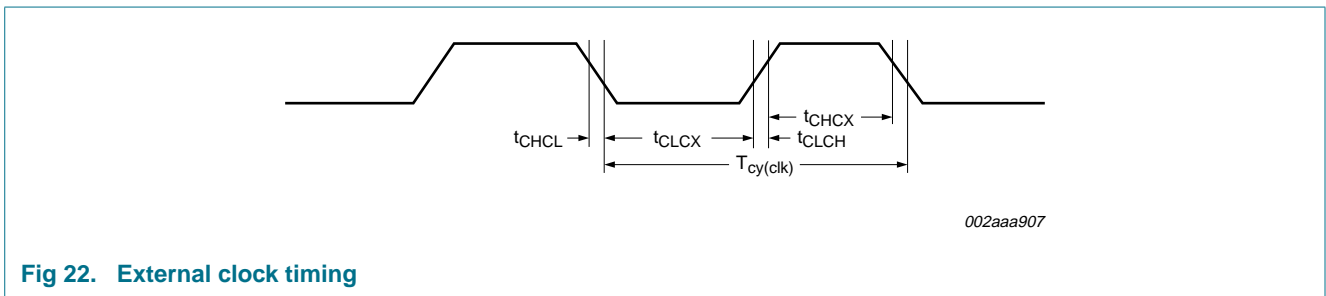 tCHCX
tCHCL
tCLCX
tCLCH
Tcy(clk)
002aaa907
Fig 22. External clock timing